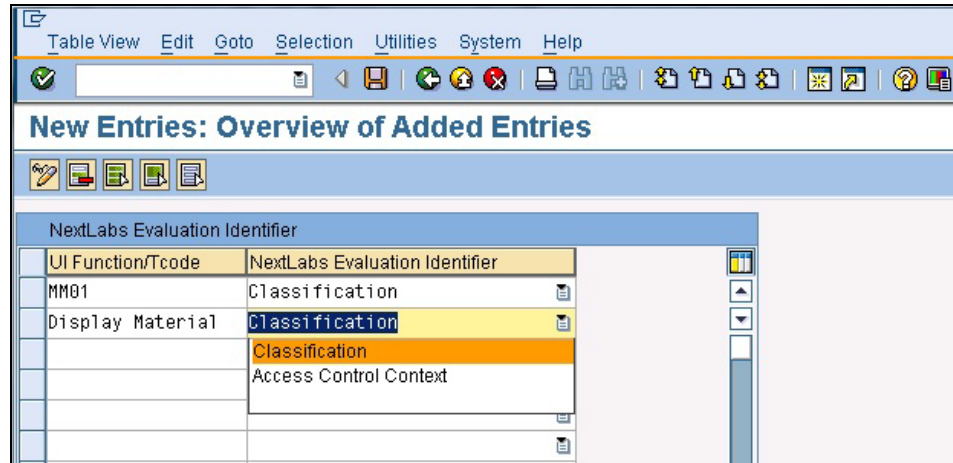 Table View Edit Goto Selection Utilities System Help
New Entries: Overview of Added Entries
NextLabs Evaluation Identifier
UI Function/Tcode NextLabs Evaluation Identifier
MM01 Classification
Display Material Classification
Classification
Access Control Context